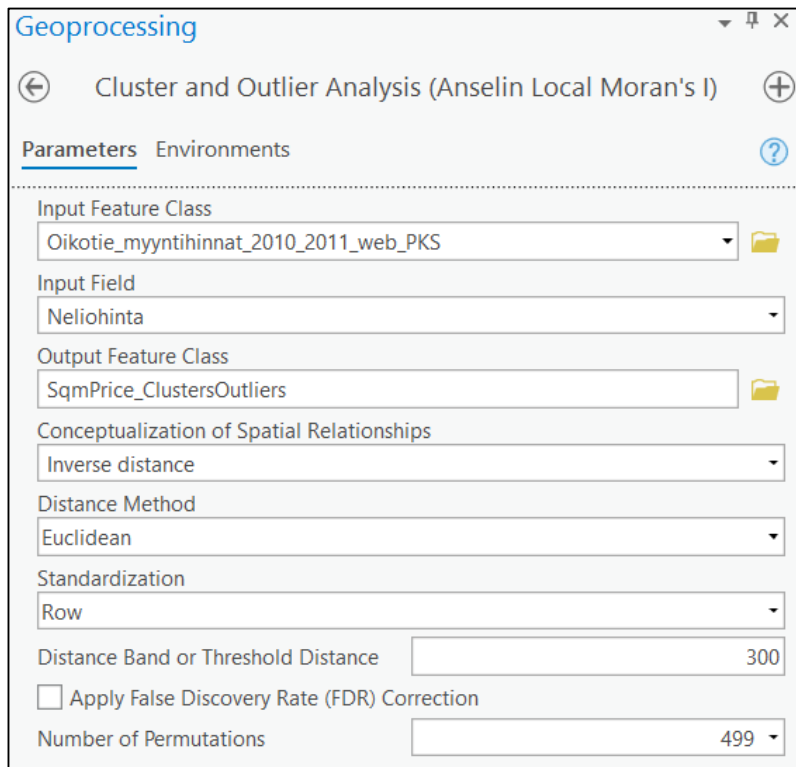 Geoprocessing
Cluster and Outlier Analysis (Anselin Local Moran's I)
Parameters Environments
?
Input Feature Class
Oikotie_myyntihinnat_2010_2011_web_PKS
Input Field
Neliohinta
Output Feature Class
SqmPrice_ClustersOutliers
Conceptualization of Spatial Relationships
Inverse distance
Distance Method
Euclidean
Standardization
Row
Distance Band or Threshold Distance 300
Apply False Discovery Rate (FDR) Correction
Number of Permutations 499